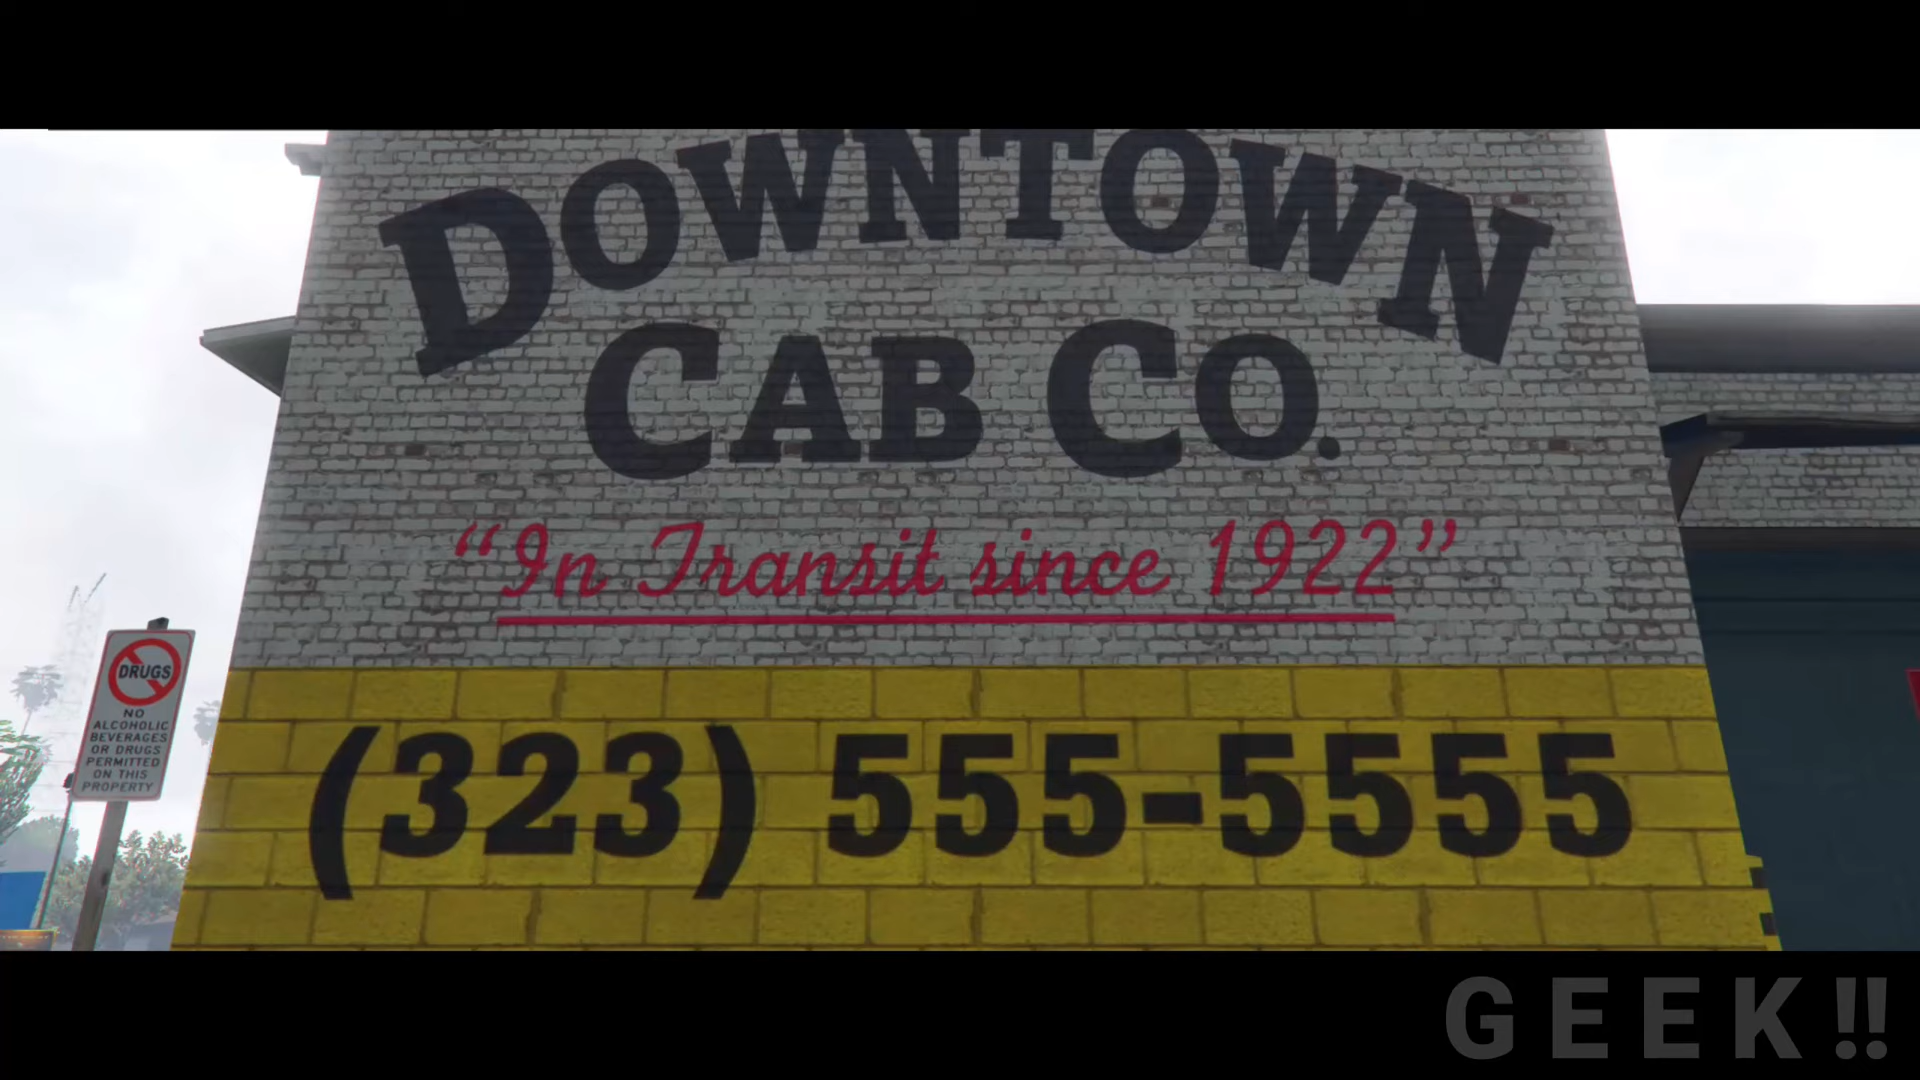 DOWNTOWN
CAB CO.
“In Transit since 1922”
(323) 555-5555
DRUGS
NO
ALCOHOLIC
BEVERAGES
OR DRUGS
PERMITTED
ON THIS
PROPERTY
GEEK!!